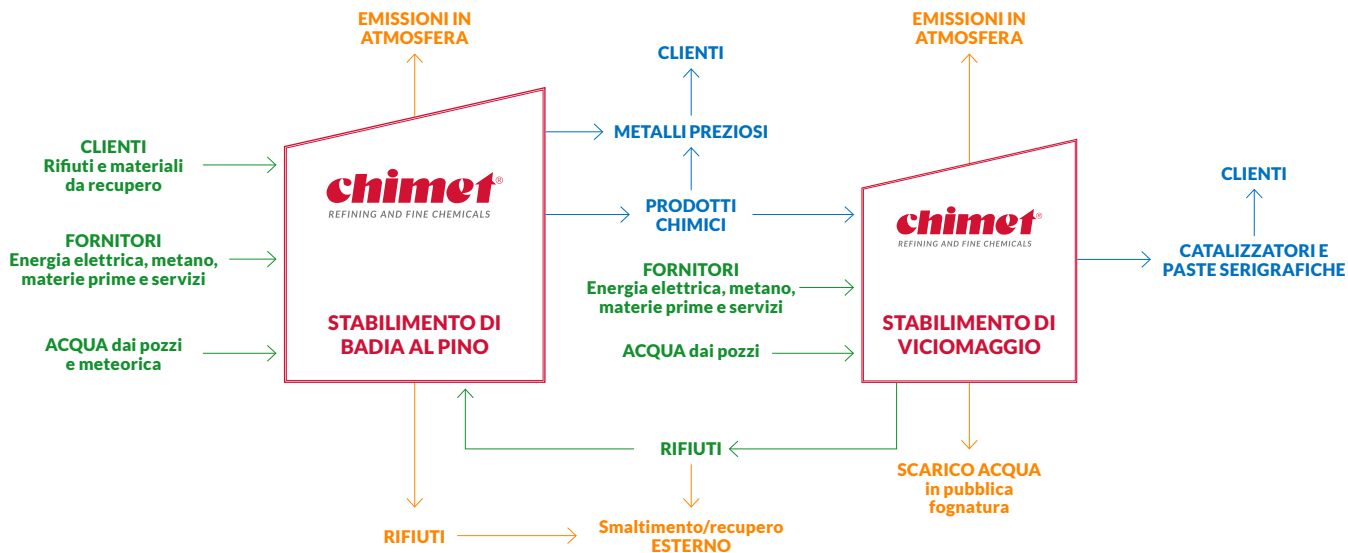 EMISSIONI IN
ATMOSFERA
EMISSIONI IN
ATMOSFERA
CLIENTI
METALLI PREZIOSI
CLIENTI
Rifiuti e materiali
da recupero
chimet®
REFINING AND FINE CHEMICALS
PRODOTTI
CHIMICI
chimet®
REFINING AND FINE CHEMICALS
CLIENTI
FORNITORI
Energia elettrica, metano,
materie prime e servizi
CATALIZZATORI E
PASTE SERIGRAFICHE
FORNITORI
Energia elettrica, metano,
materie prime e servizi
STABILIMENTO DI
BADIA AL PINO
STABILIMENTO DI
VICIOMAGGIO
ACQUA dai pozzi
e meteorica
ACQUA dai pozzi
RIFIUTI
SCARICO ACQUA
in pubblica
fognatura
RIFIUTI
Smaltimento/recupero
ESTERNO